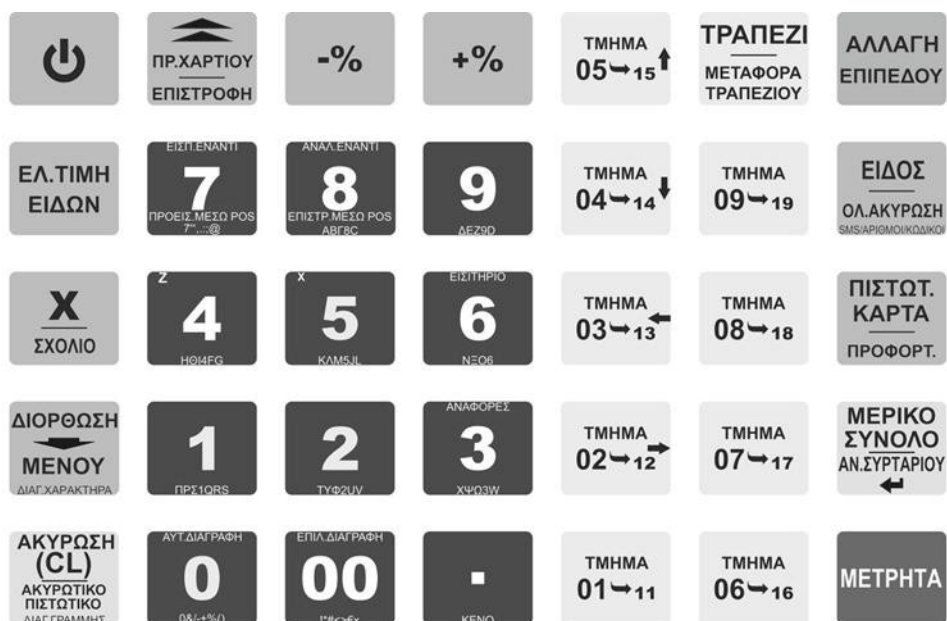 ΠΡ.ΧΑΡΤΙΟΥ
ΕΠΙΣΤΡΟΦΗ
-%
+%
ΤΜΗΜΑ
05 15
ΤΡΑΠΕΖΙ
ΜΕΤΑΦΟΡΑ
ΤΡΑΠΕΖΙΟΥ
ΑΛΛΑΓΗ
ΕΠΙΠΕΔΟΥ
ΕΛ.ΤΙΜΗ
ΕΙΔΩΝ
ΕΙΣΠ.ΕΝΑΝΤΙ
7
ΠΡΟΕΙΣ.ΜΕΣΩ POS
ΑΝΑΛ.ΕΝΑΝΤΙ
8
ΕΠΙΣΤΡ.ΜΕΣΩ POS
ΑΒΓ8C
9
ΔΕΖ9D
ΤΜΗΜΑ
04 14
ΤΜΗΜΑ
09 19
ΕΙΔΟΣ
ΟΛ.ΑΚΥΡΩΣΗ
SMS/ΑΡΙΘΜΟΙ/ΚΩΔΙΚΟΙ
X
ΣΧΟΛΙΟ
Z
4
ΗΘΙ4FG
X
5
ΚΛΜ5JL
ΕΙΣΙΤΗΡΙΟ
6
ΝΞΟ6
ΤΜΗΜΑ
03 13
ΤΜΗΜΑ
08 18
ΠΙΣΤΩΤ.
ΚΑΡΤΑ
ΠΡΟΦΟΡΤ.
ΔΙΟΡΘΩΣΗ
ΜΕΝΟΥ
ΔΙΑΓ.ΧΑΡΑΚΤΗΡΑ
1
ΠΡΣ1QRS
2
ΤΥΦ2UV
ΑΝΑΦΟΡΕΣ
3
ΧΨΩ3W
ΤΜΗΜΑ
02 12
ΤΜΗΜΑ
07 17
ΜΕΡΙΚΟ
ΣΥΝΟΛΟ
ΑΝ.ΣΥΡΤΑΡΙΟΥ
ΑΚΥΡΩΣΗ
(CL)
ΑΚΥΡΩΤΙΚΟ
ΠΙΣΤΩΤΙΚΟ
ΔΙΑΓ.ΓΡΑΜΜΗΣ
ΑΥΤ.ΔΙΑΓΡΑΦΗ
0
0&/-+%()
ΕΠΙΛ.ΔΙΑΓΡΑΦΗ
00
.
ΚΕΝΟ
ΤΜΗΜΑ
01 11
ΤΜΗΜΑ
06 16
ΜΕΤΡΗΤΑ